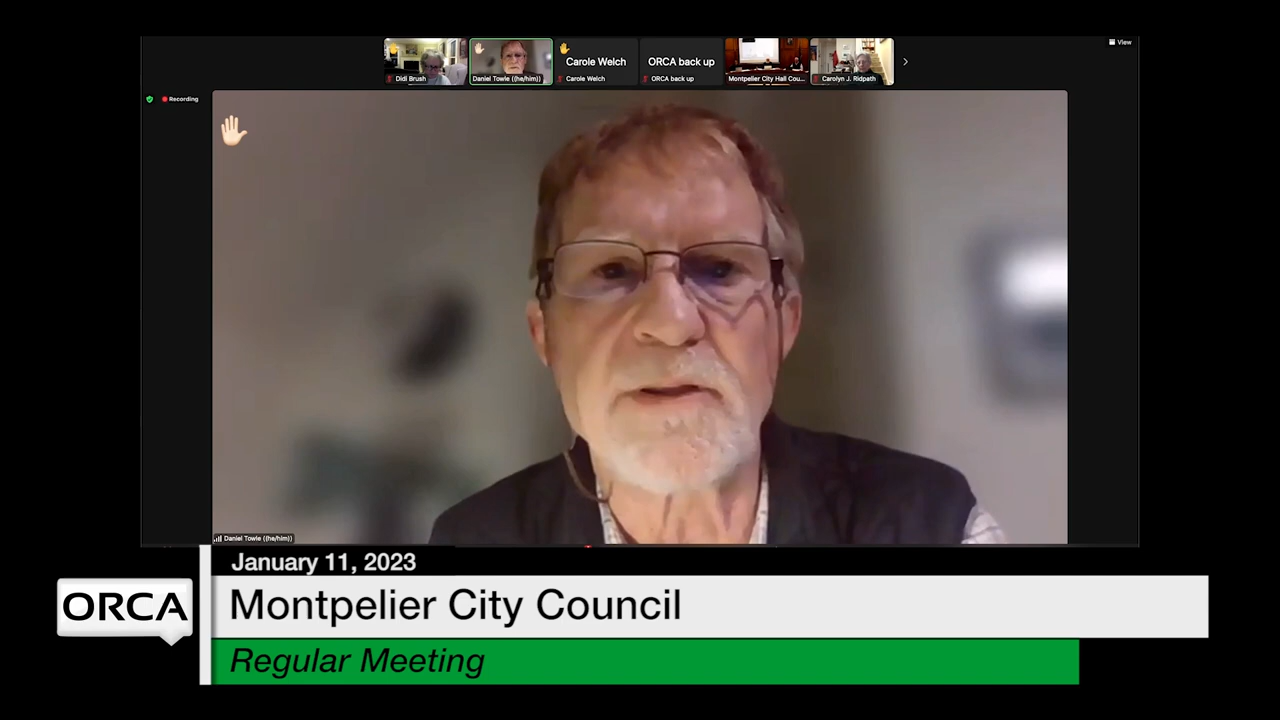 View
Carole Welch
ORCA back up
Didi Brush
Daniel Towle ((he/him))
Carole Welch
ORCA back up
Montpelier City Hall Cou...
Carolyn J. Ridpath
Recording
Daniel Towle ((he/him))
January 11, 2023
ORCA
Montpelier City Council
Regular Meeting